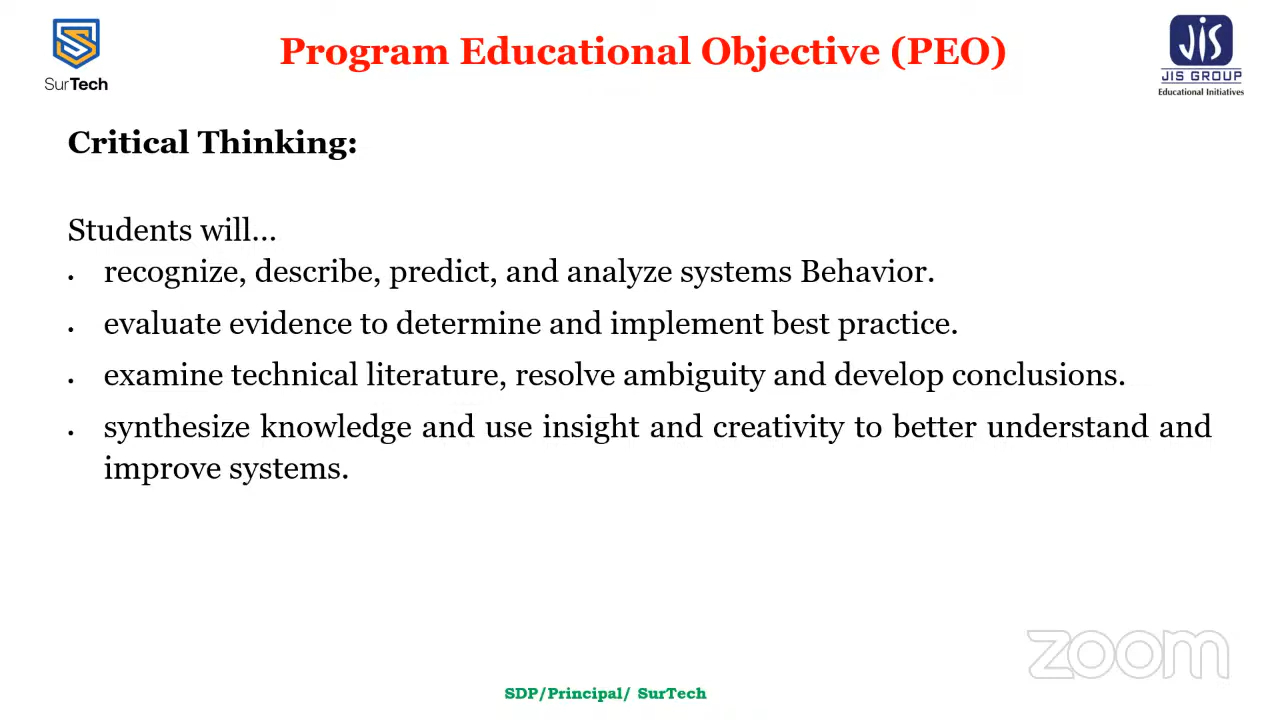 Program Educational Objective (PEO)
SurTech
JIS
JIS GROUP
Educational Initiatives
Critical Thinking:
Students will...
• recognize, describe, predict, and analyze systems Behavior.
• evaluate evidence to determine and implement best practice.
• examine technical literature, resolve ambiguity and develop conclusions.
• synthesize knowledge and use insight and creativity to better understand and
improve systems.
zoom
SDP/Principal/ SurTech